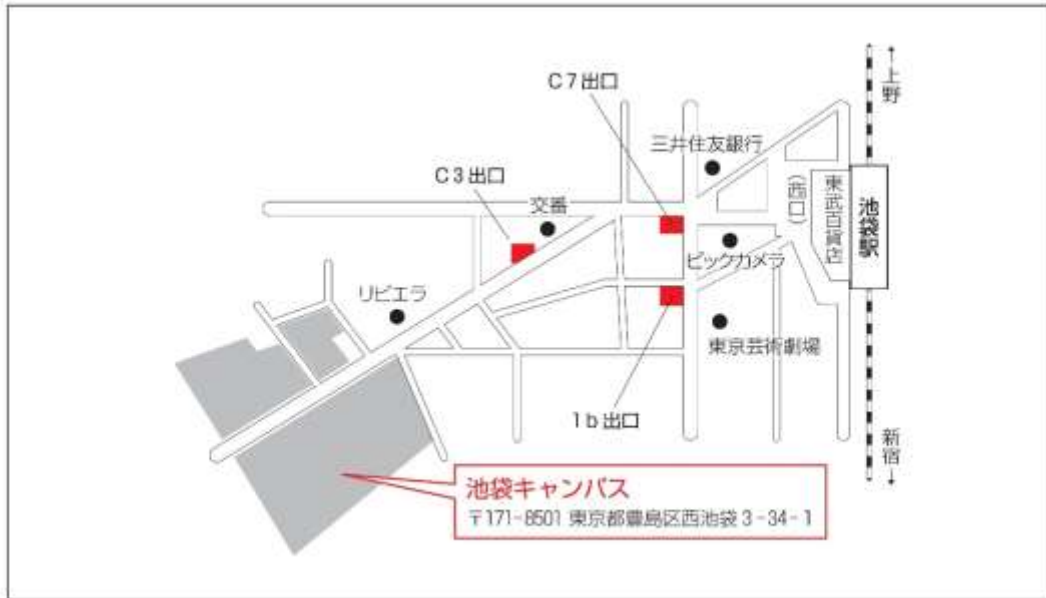 C7出口
↑上野
三井住友銀行
C3出口
交番
(西口)
東武百貨店
池袋駅
ビックカメラ
リビエラ
東京芸術劇場
1b出口
新宿↓
池袋キャンパス
〒171-8501 東京都豊島区西池袋3-34-1